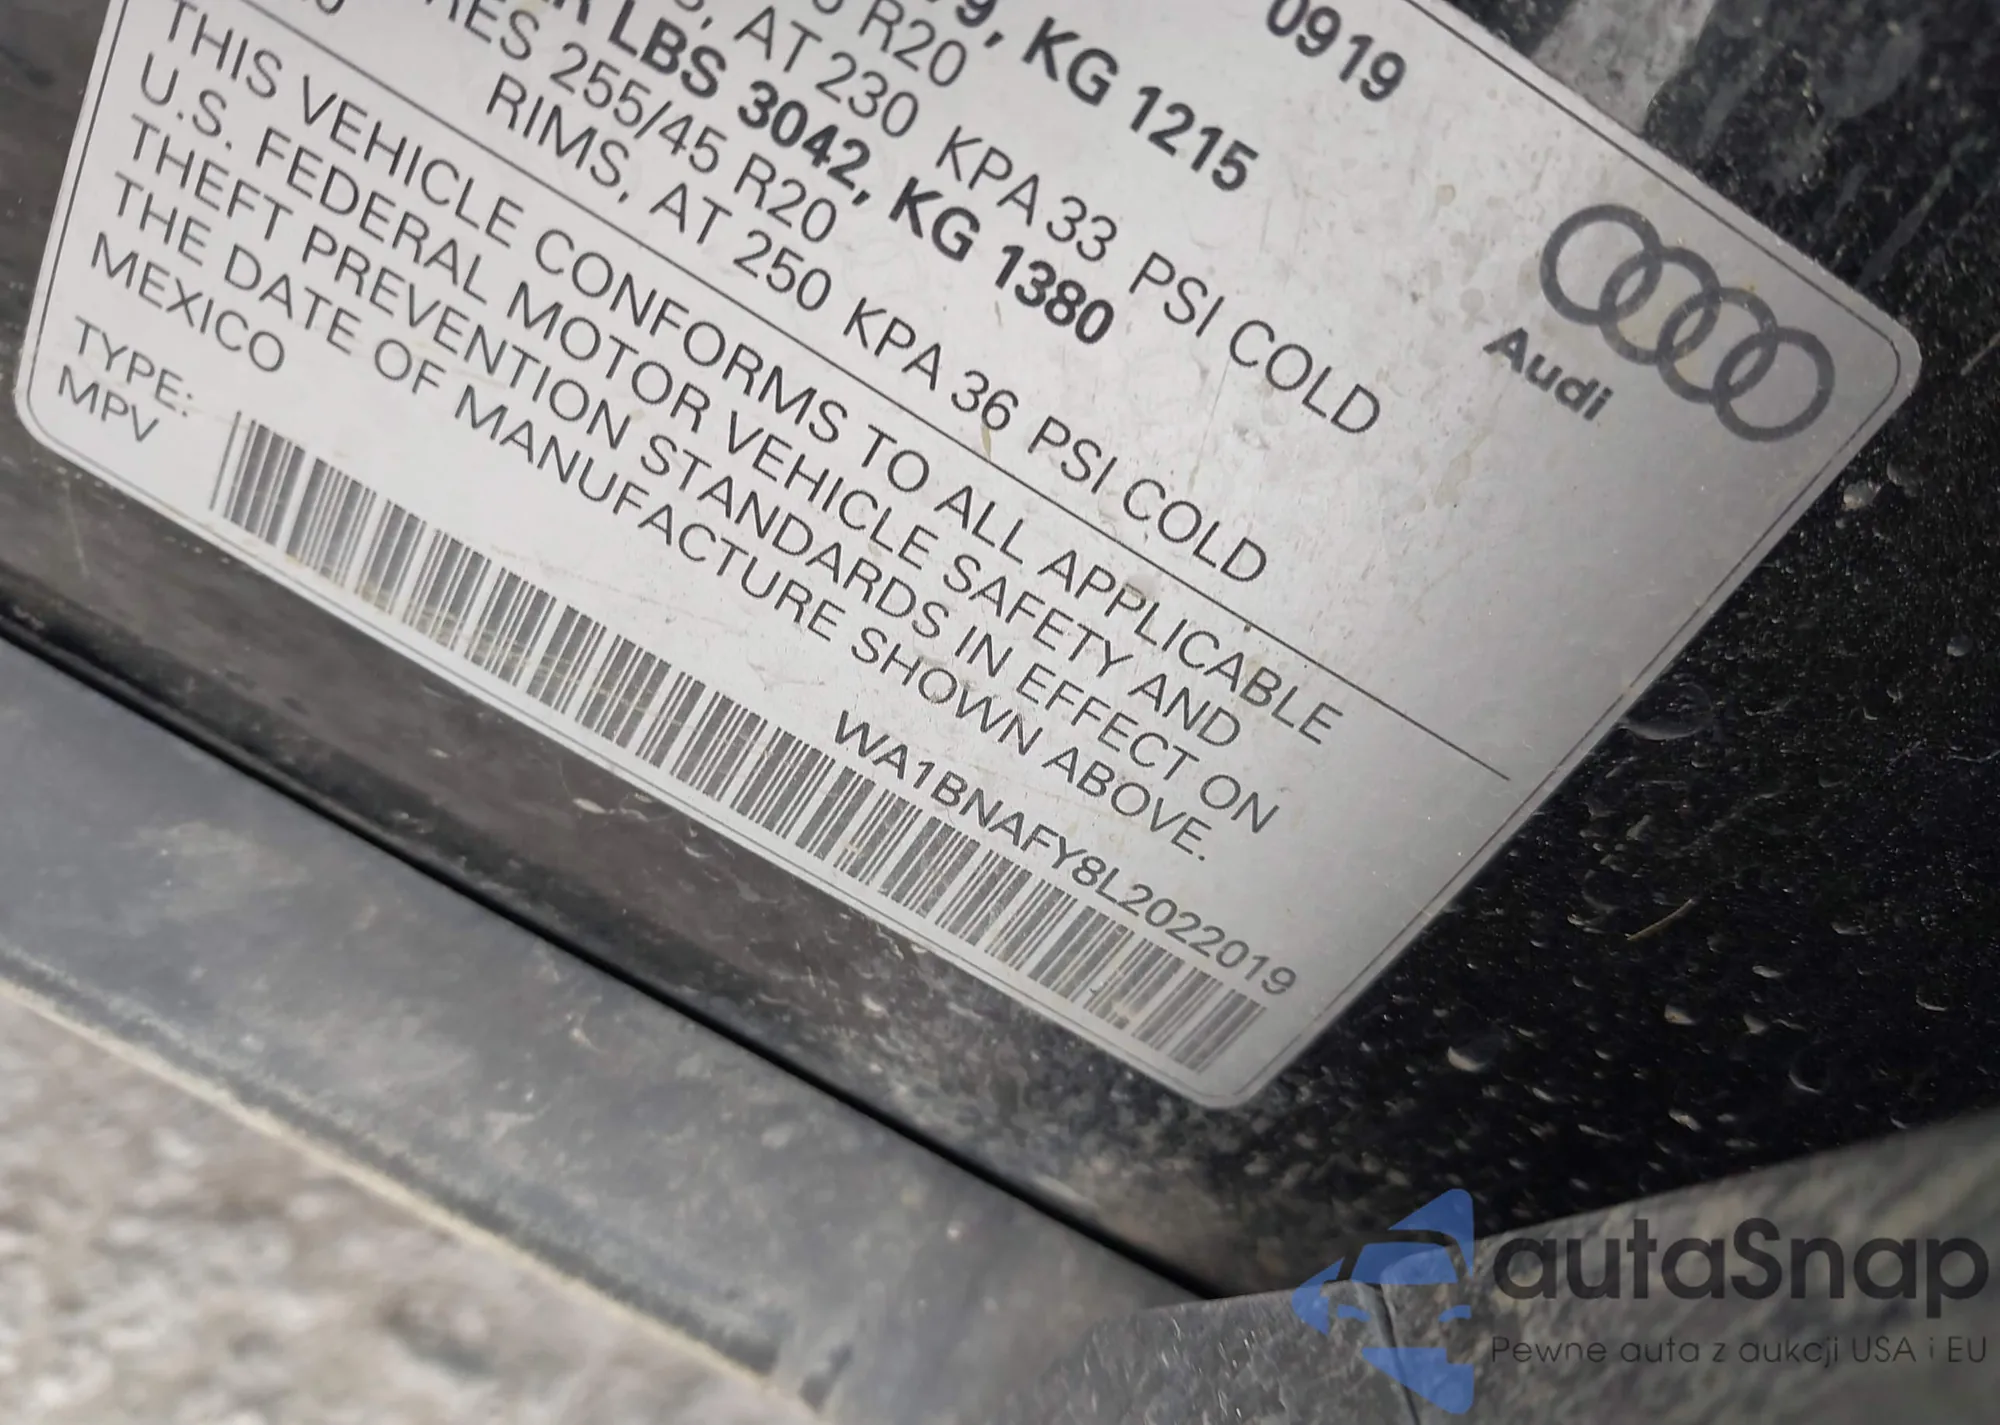 0919
9, KG 1215
R20
AT 230 KPA 33 PSI COLD
LBS 3042, KG 1380
255/45 R20
RIMS, AT 250 KPA 36 PSI COLD
THIS VEHICLE CONFORMS TO ALL APPLICABLE
U.S. FEDERAL MOTOR VEHICLE SAFETY AND
THEFT PREVENTION STANDARDS IN EFFECT ON
THE DATE OF MANUFACTURE SHOWN ABOVE.
MEXICO
TYPE:
MPV
WA1BNAFY8L2022019
Audi
autaSnap
Pewne auta z aukcji USA i EU